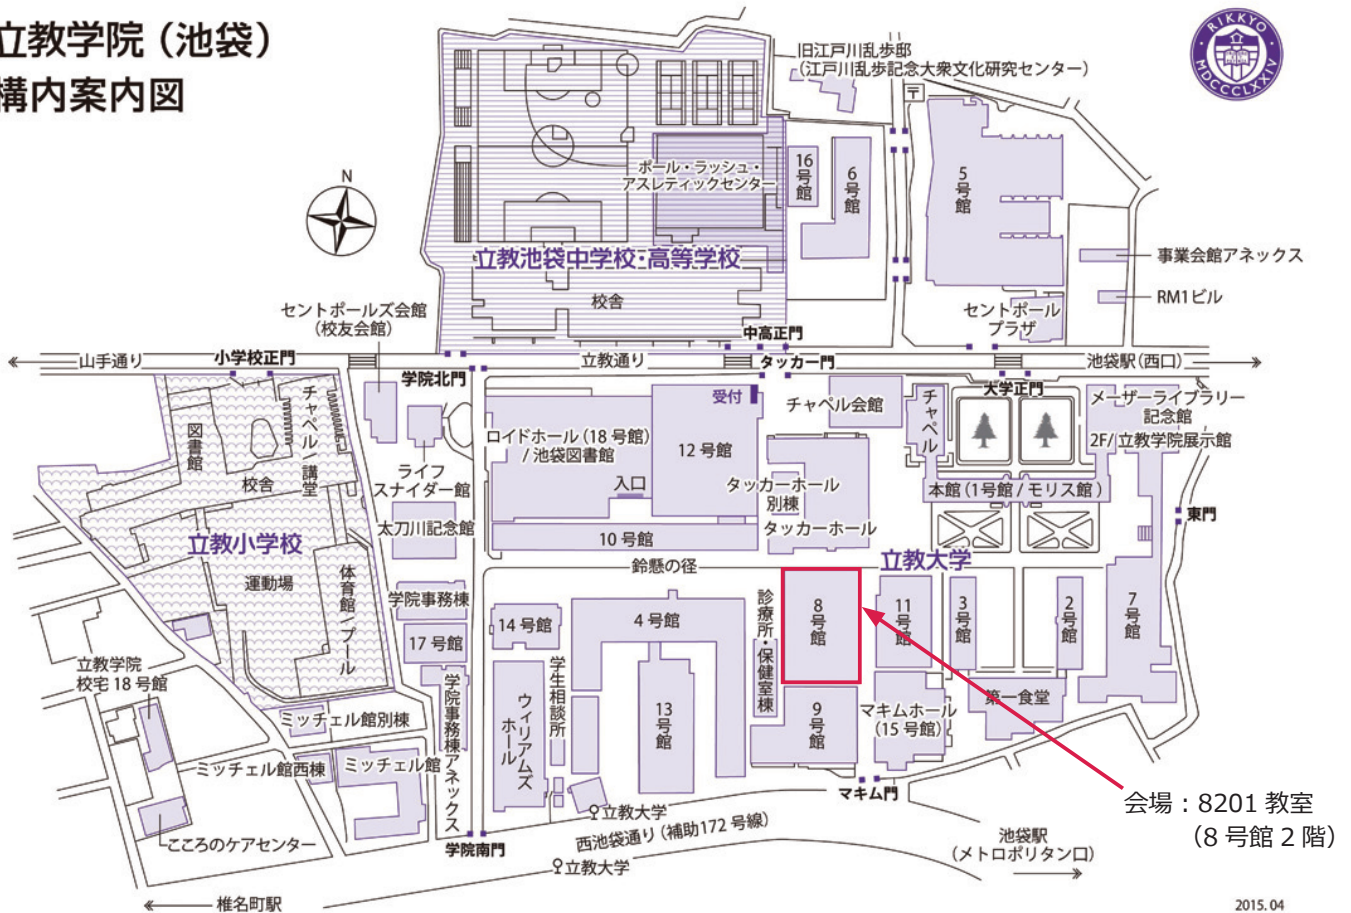 立教学院（池袋）
構内案内図
RIKKYO
MDCCCLXXIV
旧江戸川乱歩邸
（江戸川乱歩記念大衆文化研究センター）
〒
ポール・ラッシュ・
アスレティックセンター
16号館
6号館
5号館
N
立教池袋中学校・高等学校
校舎
事業会館アネックス
RM1ビル
セントポールズ会館
（校友会館）
セントポール
プラザ
中高正門
山手通り
小学校正門
立教通り
タッカー門
池袋駅（西口）
学院北門
大学正門
受付
チャペル会館
チャペル
メーザーライブラリー
記念館
2F/立教学院展示館
図書館
チャペル/講堂
校舎
ライフ
スナイダー館
ロイドホール（18号館）
/池袋図書館
12号館
入口
タッカーホール
別棟
タッカーホール
本館（1号館/モリス館）
太刀川記念館
10号館
東門
立教小学校
運動場
体育館/プール
鈴懸の径
立教大学
学院事務棟
14号館
4号館
診療所・保健室棟
8号館
11号館
3号館
2号館
7号館
17号館
立教学院
校宅18号館
学院事務棟アネックス
ウィリアムズ
ホール
学生相談所
13号館
9号館
マキムホール
（15号館）
第一食堂
ミッチェル館別棟
ミッチェル館西棟
ミッチェル館
マキム門
会場：8201教室
（8号館2階）
こころのケアセンター
学院南門
立教大学
西池袋通り（補助172号線）
立教大学
池袋駅
（メトロポリタン口）
椎名町駅
2015.04